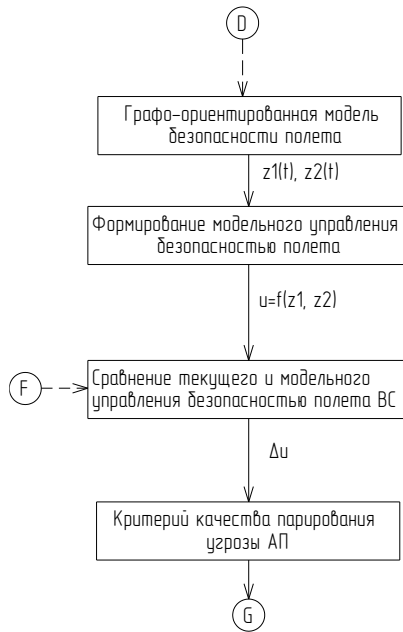 D
Графо-ориентированная модель
безопасности полета
z1(t), z2(t)
Формирование модельного управления
безопасностью полета
u=f(z1, z2)
F
Сравнение текущего и модельного
управления безопасностью полета ВС
Δu
Критерий качества парирования
угрозы АП
G